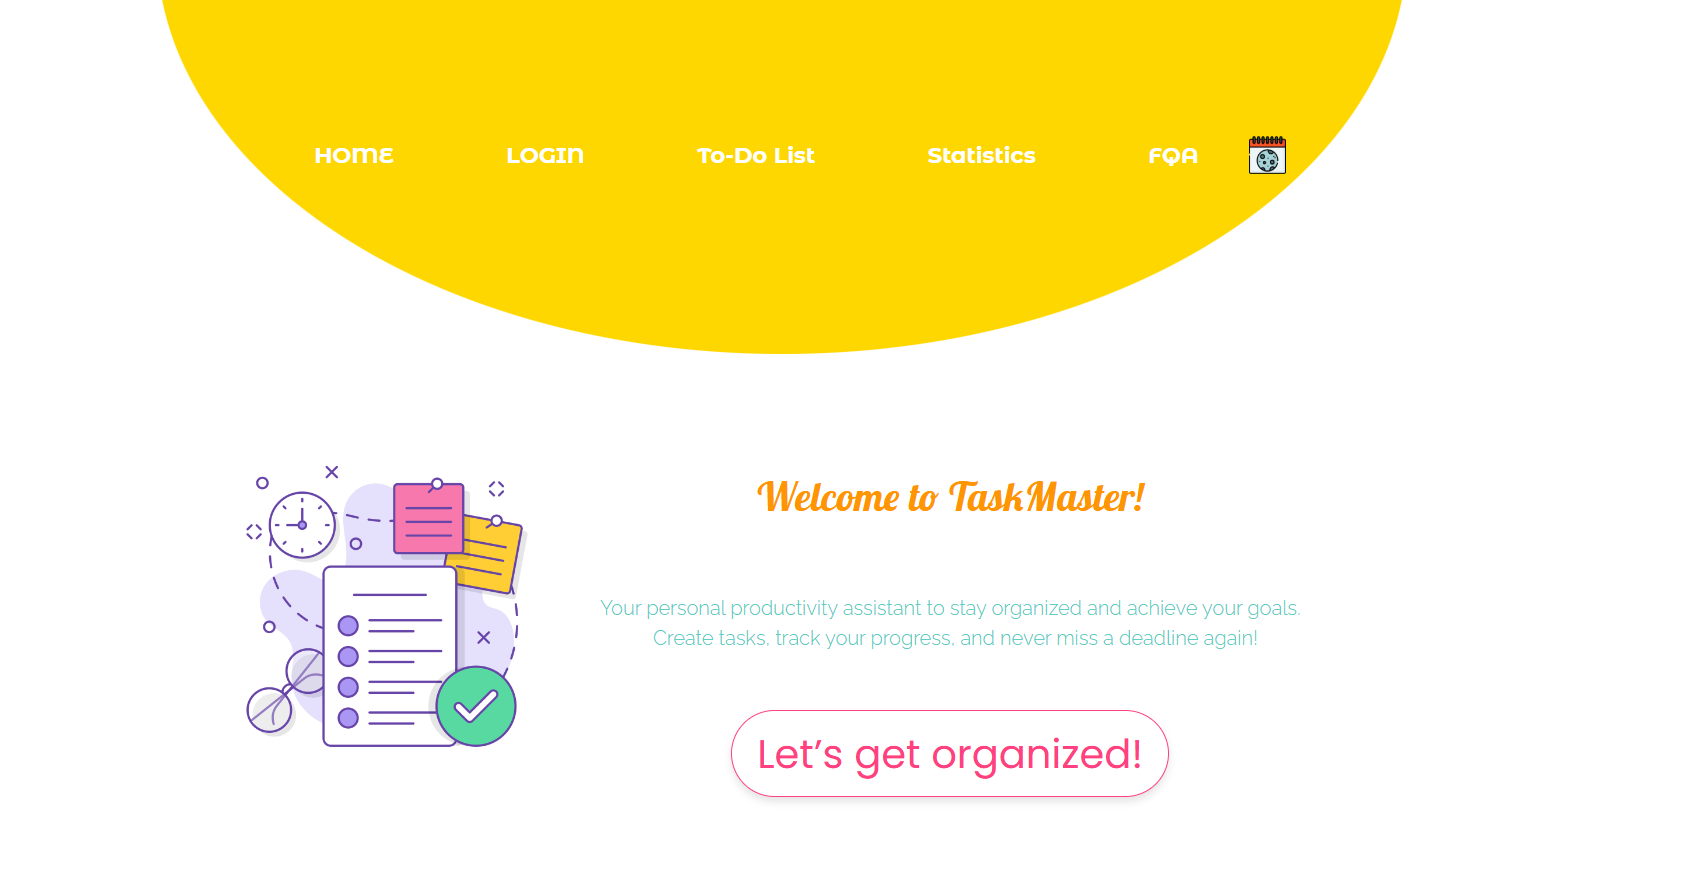 HOME LOGIN To-Do List Statistics FQA
Welcome to TaskMaster!
Your personal productivity assistant to stay organized and achieve your goals.
Create tasks, track your progress, and never miss a deadline again!
Let’s get organized!